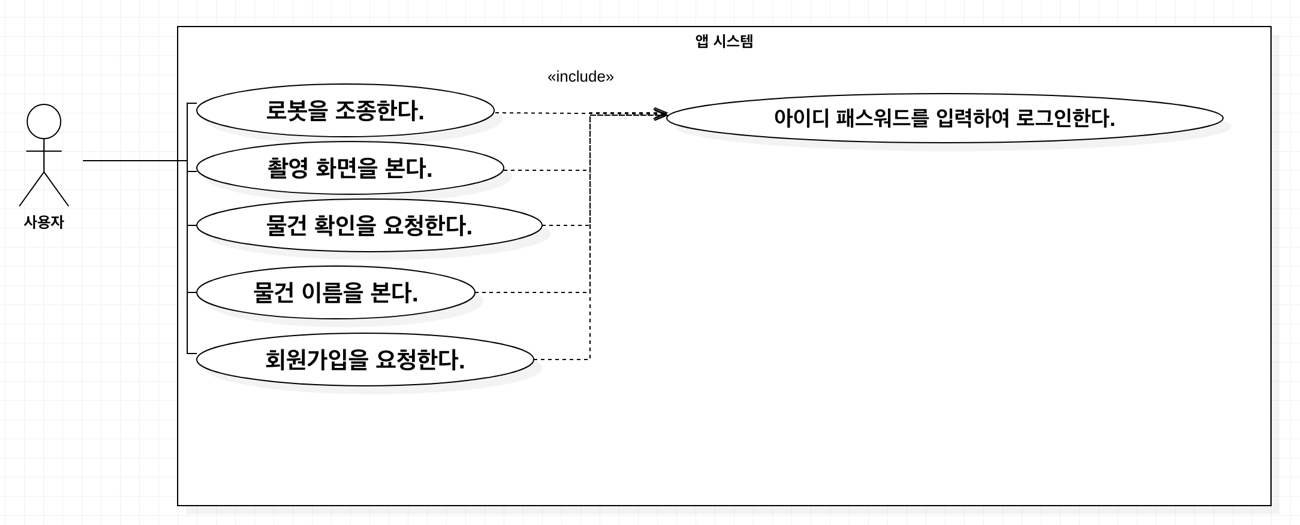 앱 시스템
«include»
로봇을 조종한다.
아이디 패스워드를 입력하여 로그인한다.
촬영 화면을 본다.
사용자
물건 확인을 요청한다.
물건 이름을 본다.
회원가입을 요청한다.